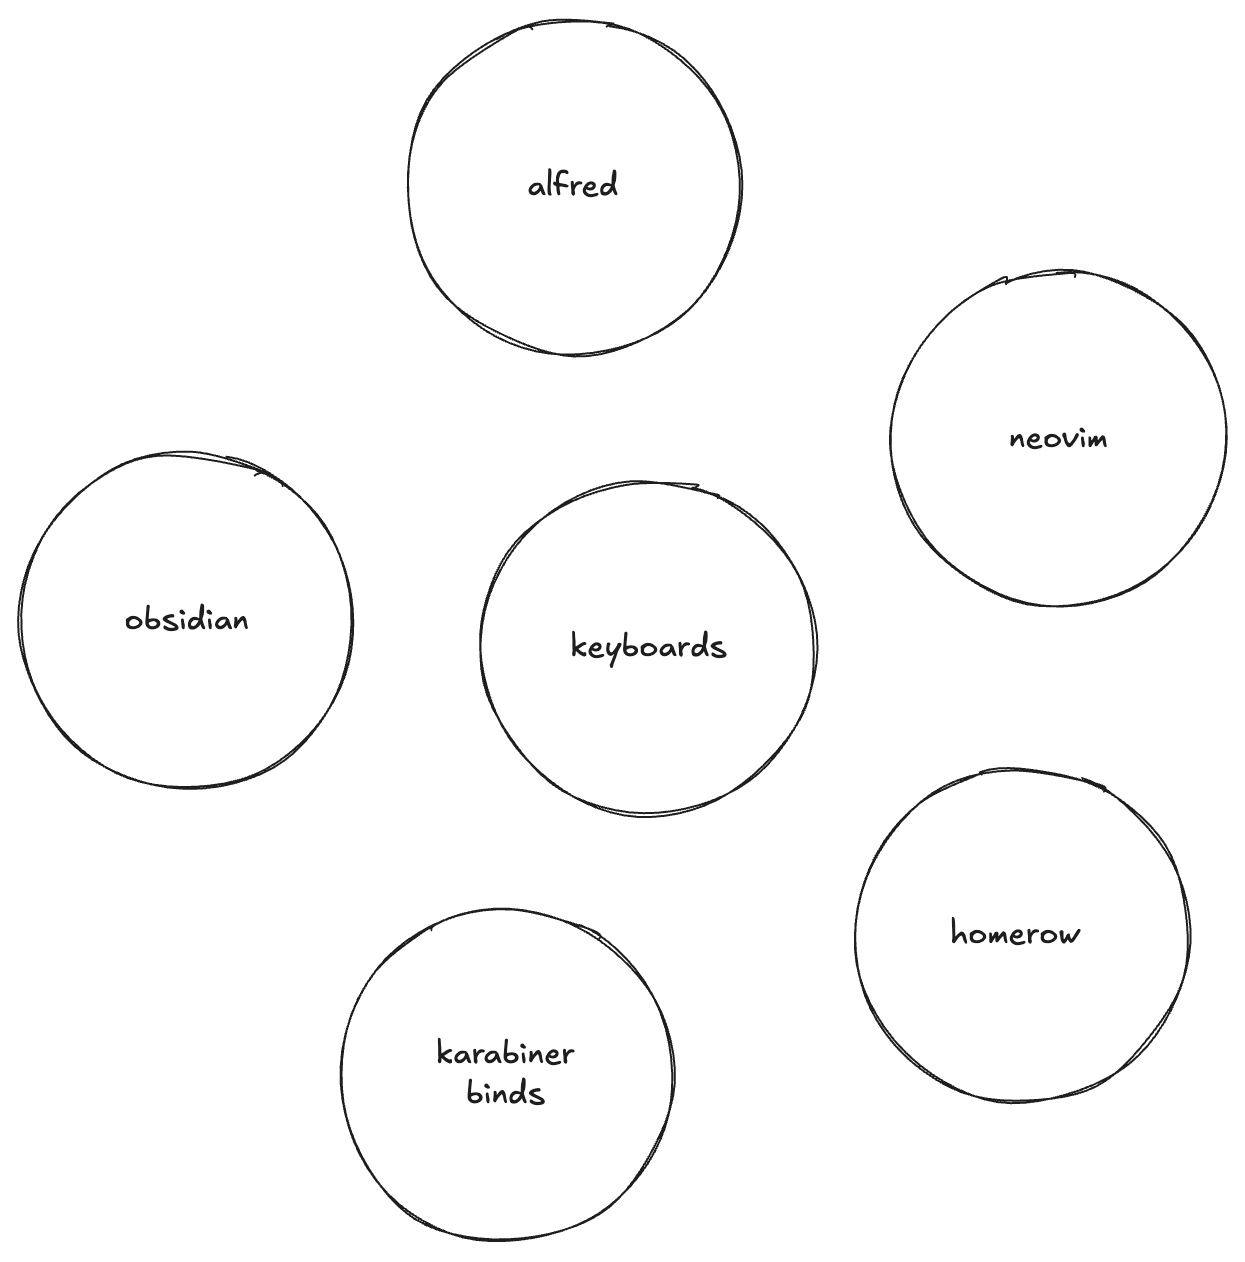 alfred
neovim
obsidian
keyboards
homerow
karabiner
binds